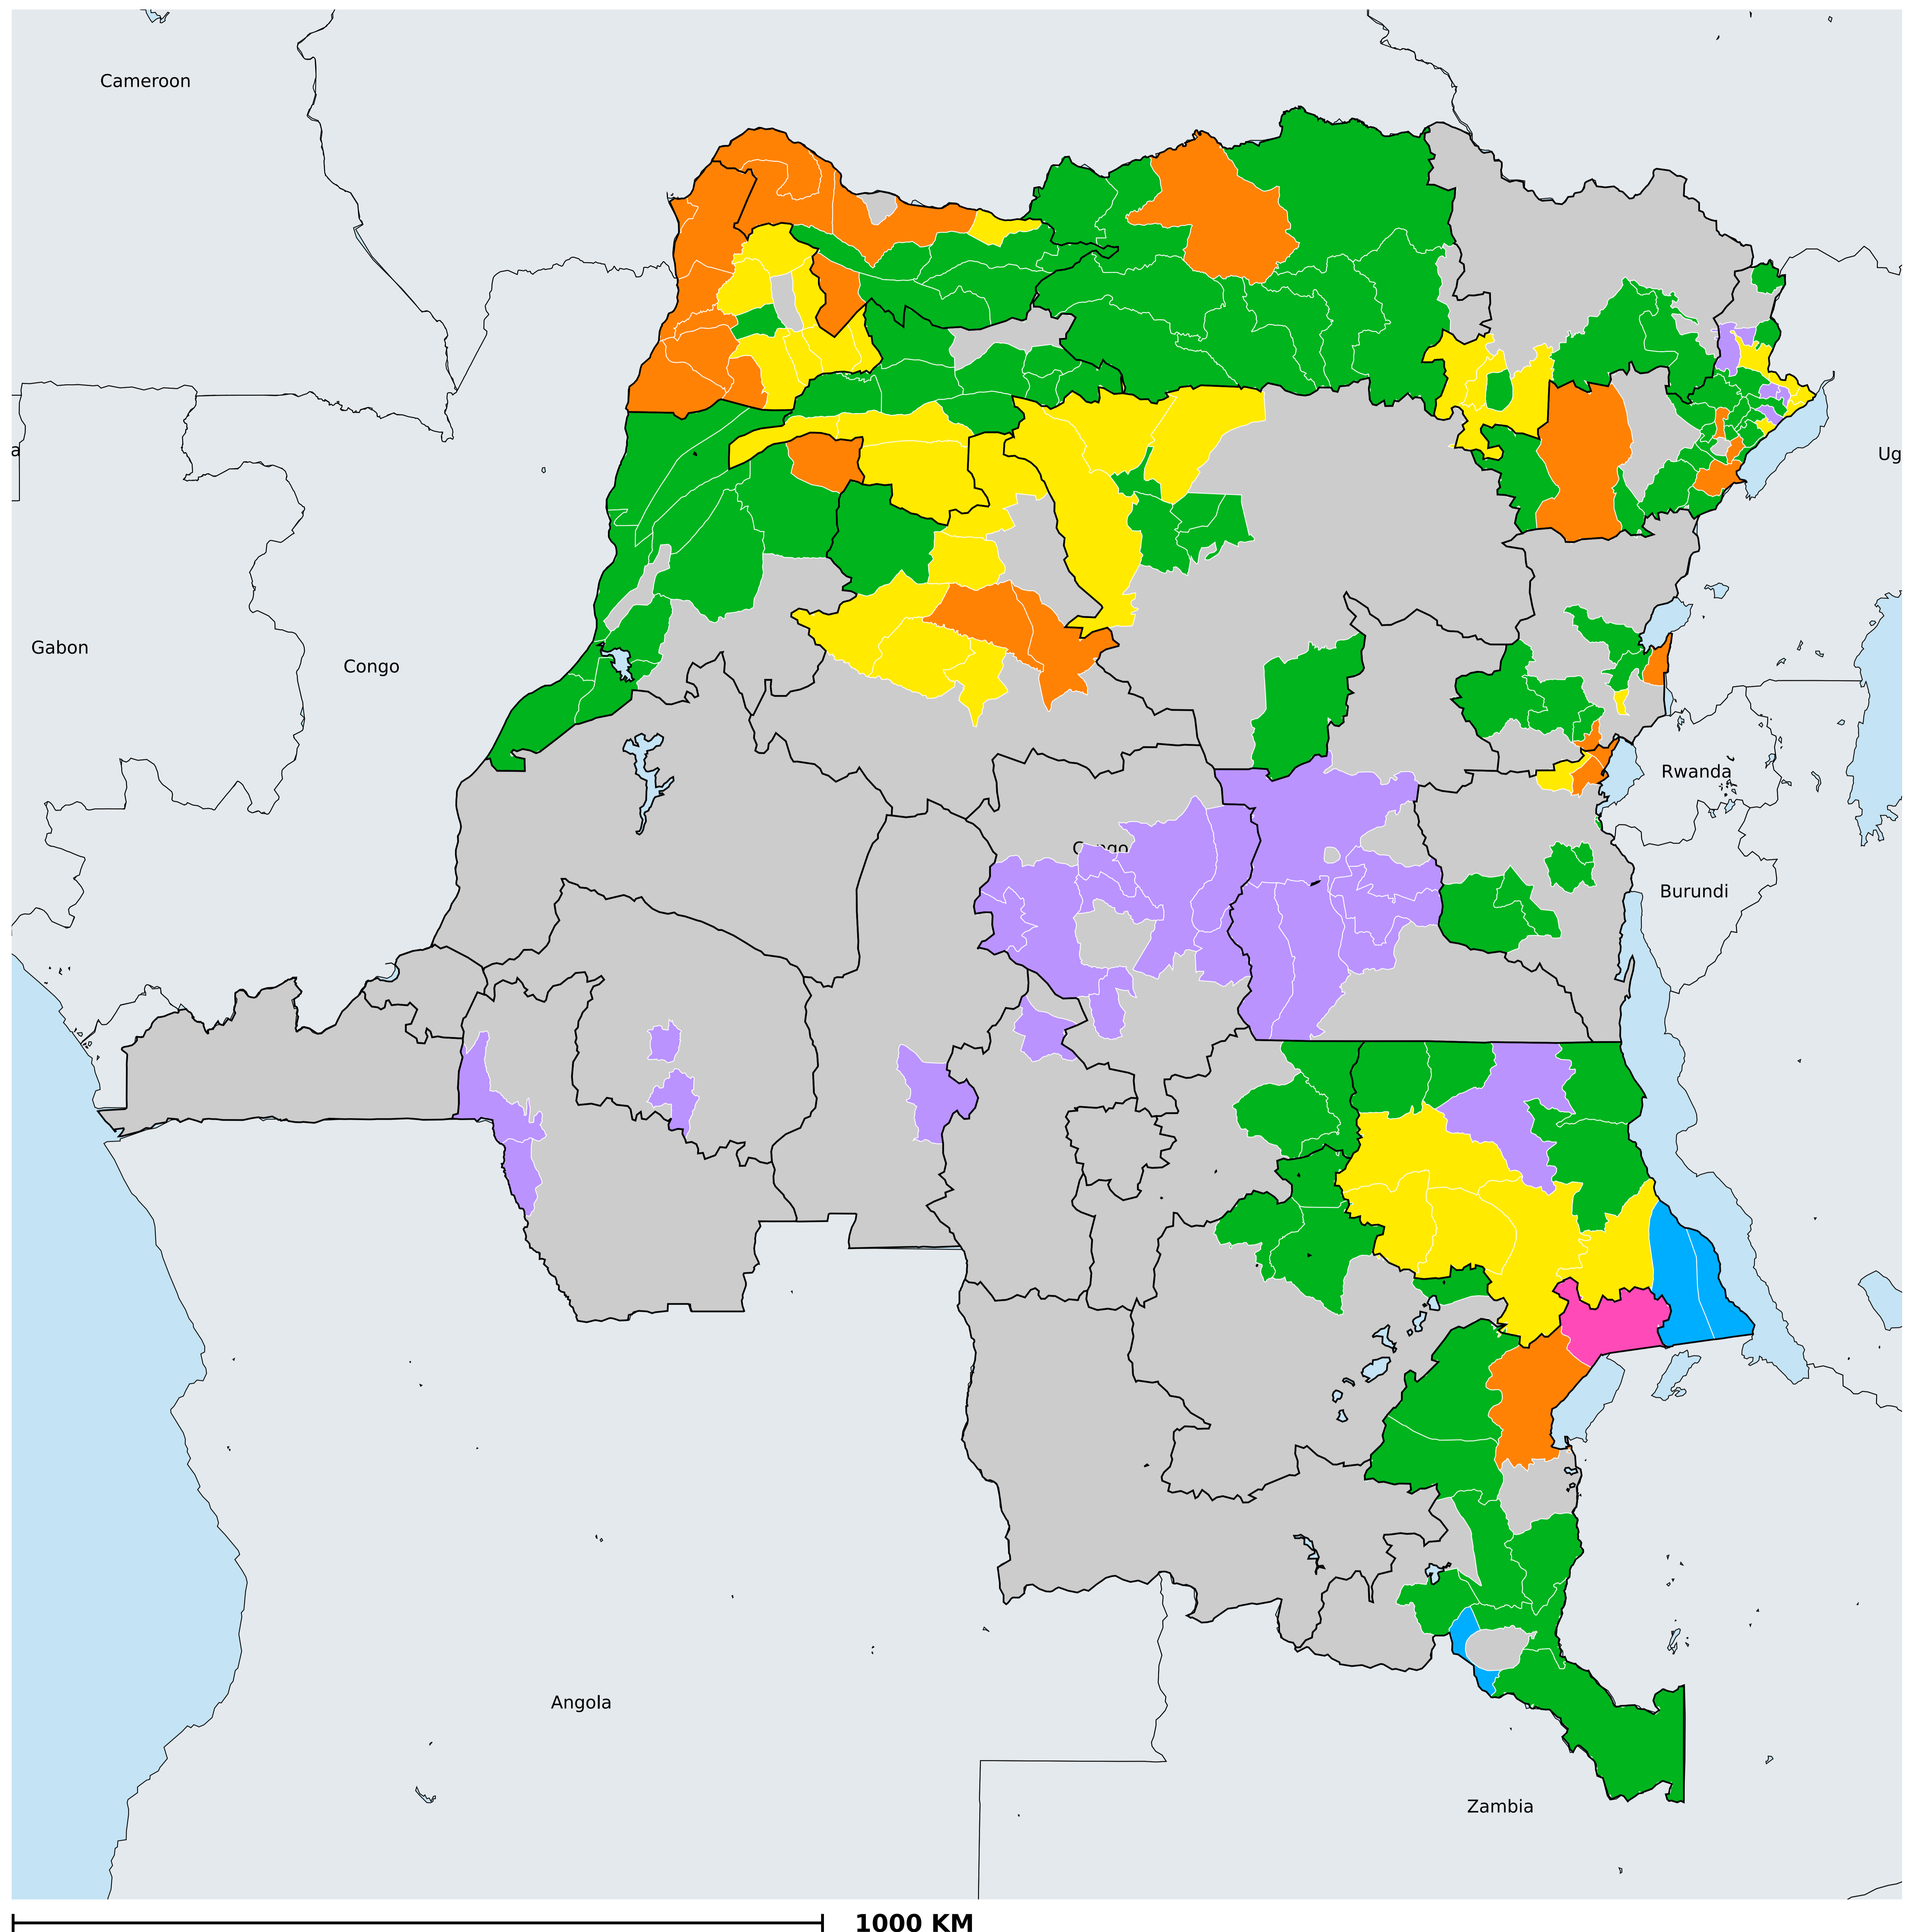 Cameroon
a
Ug
Gabon
Congo
Rwanda
Burundi
Angola
Zambia
1000 KM